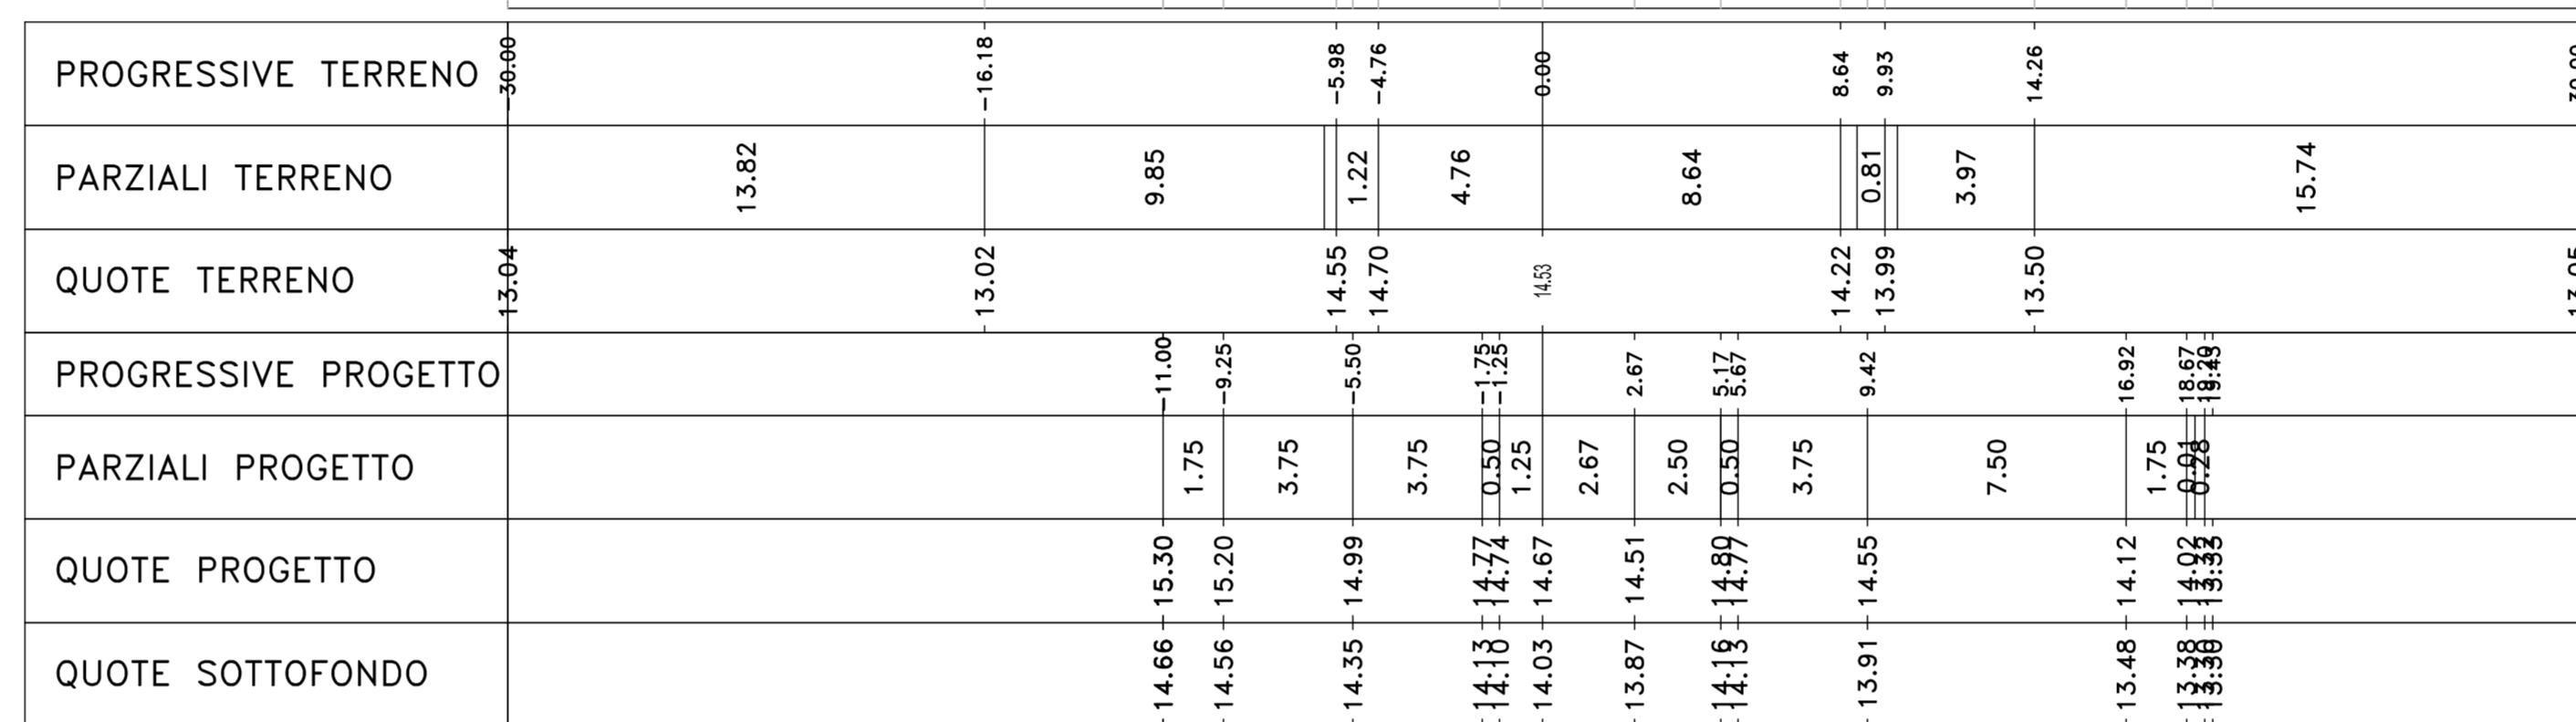 PROGRESSIVE TERRENO -30.00 -16.18 -5.98 -4.76 0.00 8.64 9.93 14.26
PARZIALI TERRENO 13.82 9.85 1.22 4.76 8.64 0.81 3.97 15.74
QUOTE TERRENO 13.04 13.02 14.55 14.70 14.53 14.22 13.99 13.50
PROGRESSIVE PROGETTO -11.00 -9.25 -5.50 -1.75 -1.25 2.67 5.17 5.67 9.42 16.92 18.67
PARZIALI PROGETTO 1.75 3.75 3.75 0.50 1.25 2.67 2.50 0.50 3.75 7.50 1.75 0.01 0.28
QUOTE PROGETTO 15.30 15.20 14.99 14.77 14.74 14.67 14.51 14.80 14.77 14.55 14.12 14.02
QUOTE SOTTOFONDO 14.66 14.56 14.35 14.13 14.10 14.03 13.87 14.16 14.13 13.91 13.48 13.38